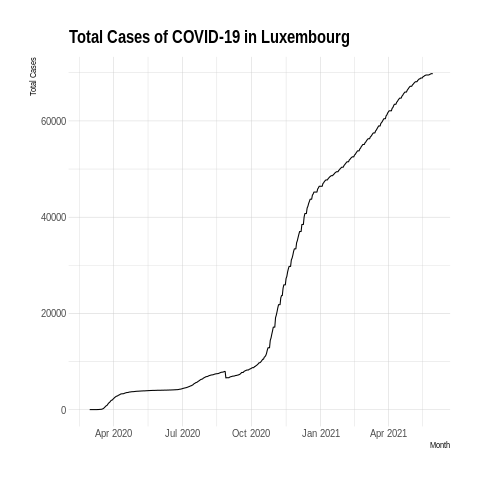 Total Cases of COVID-19 in Luxembourg
Total Cases
60000
40000
20000
0
Apr 2020 Jul 2020 Oct 2020 Jan 2021 Apr 2021
Month